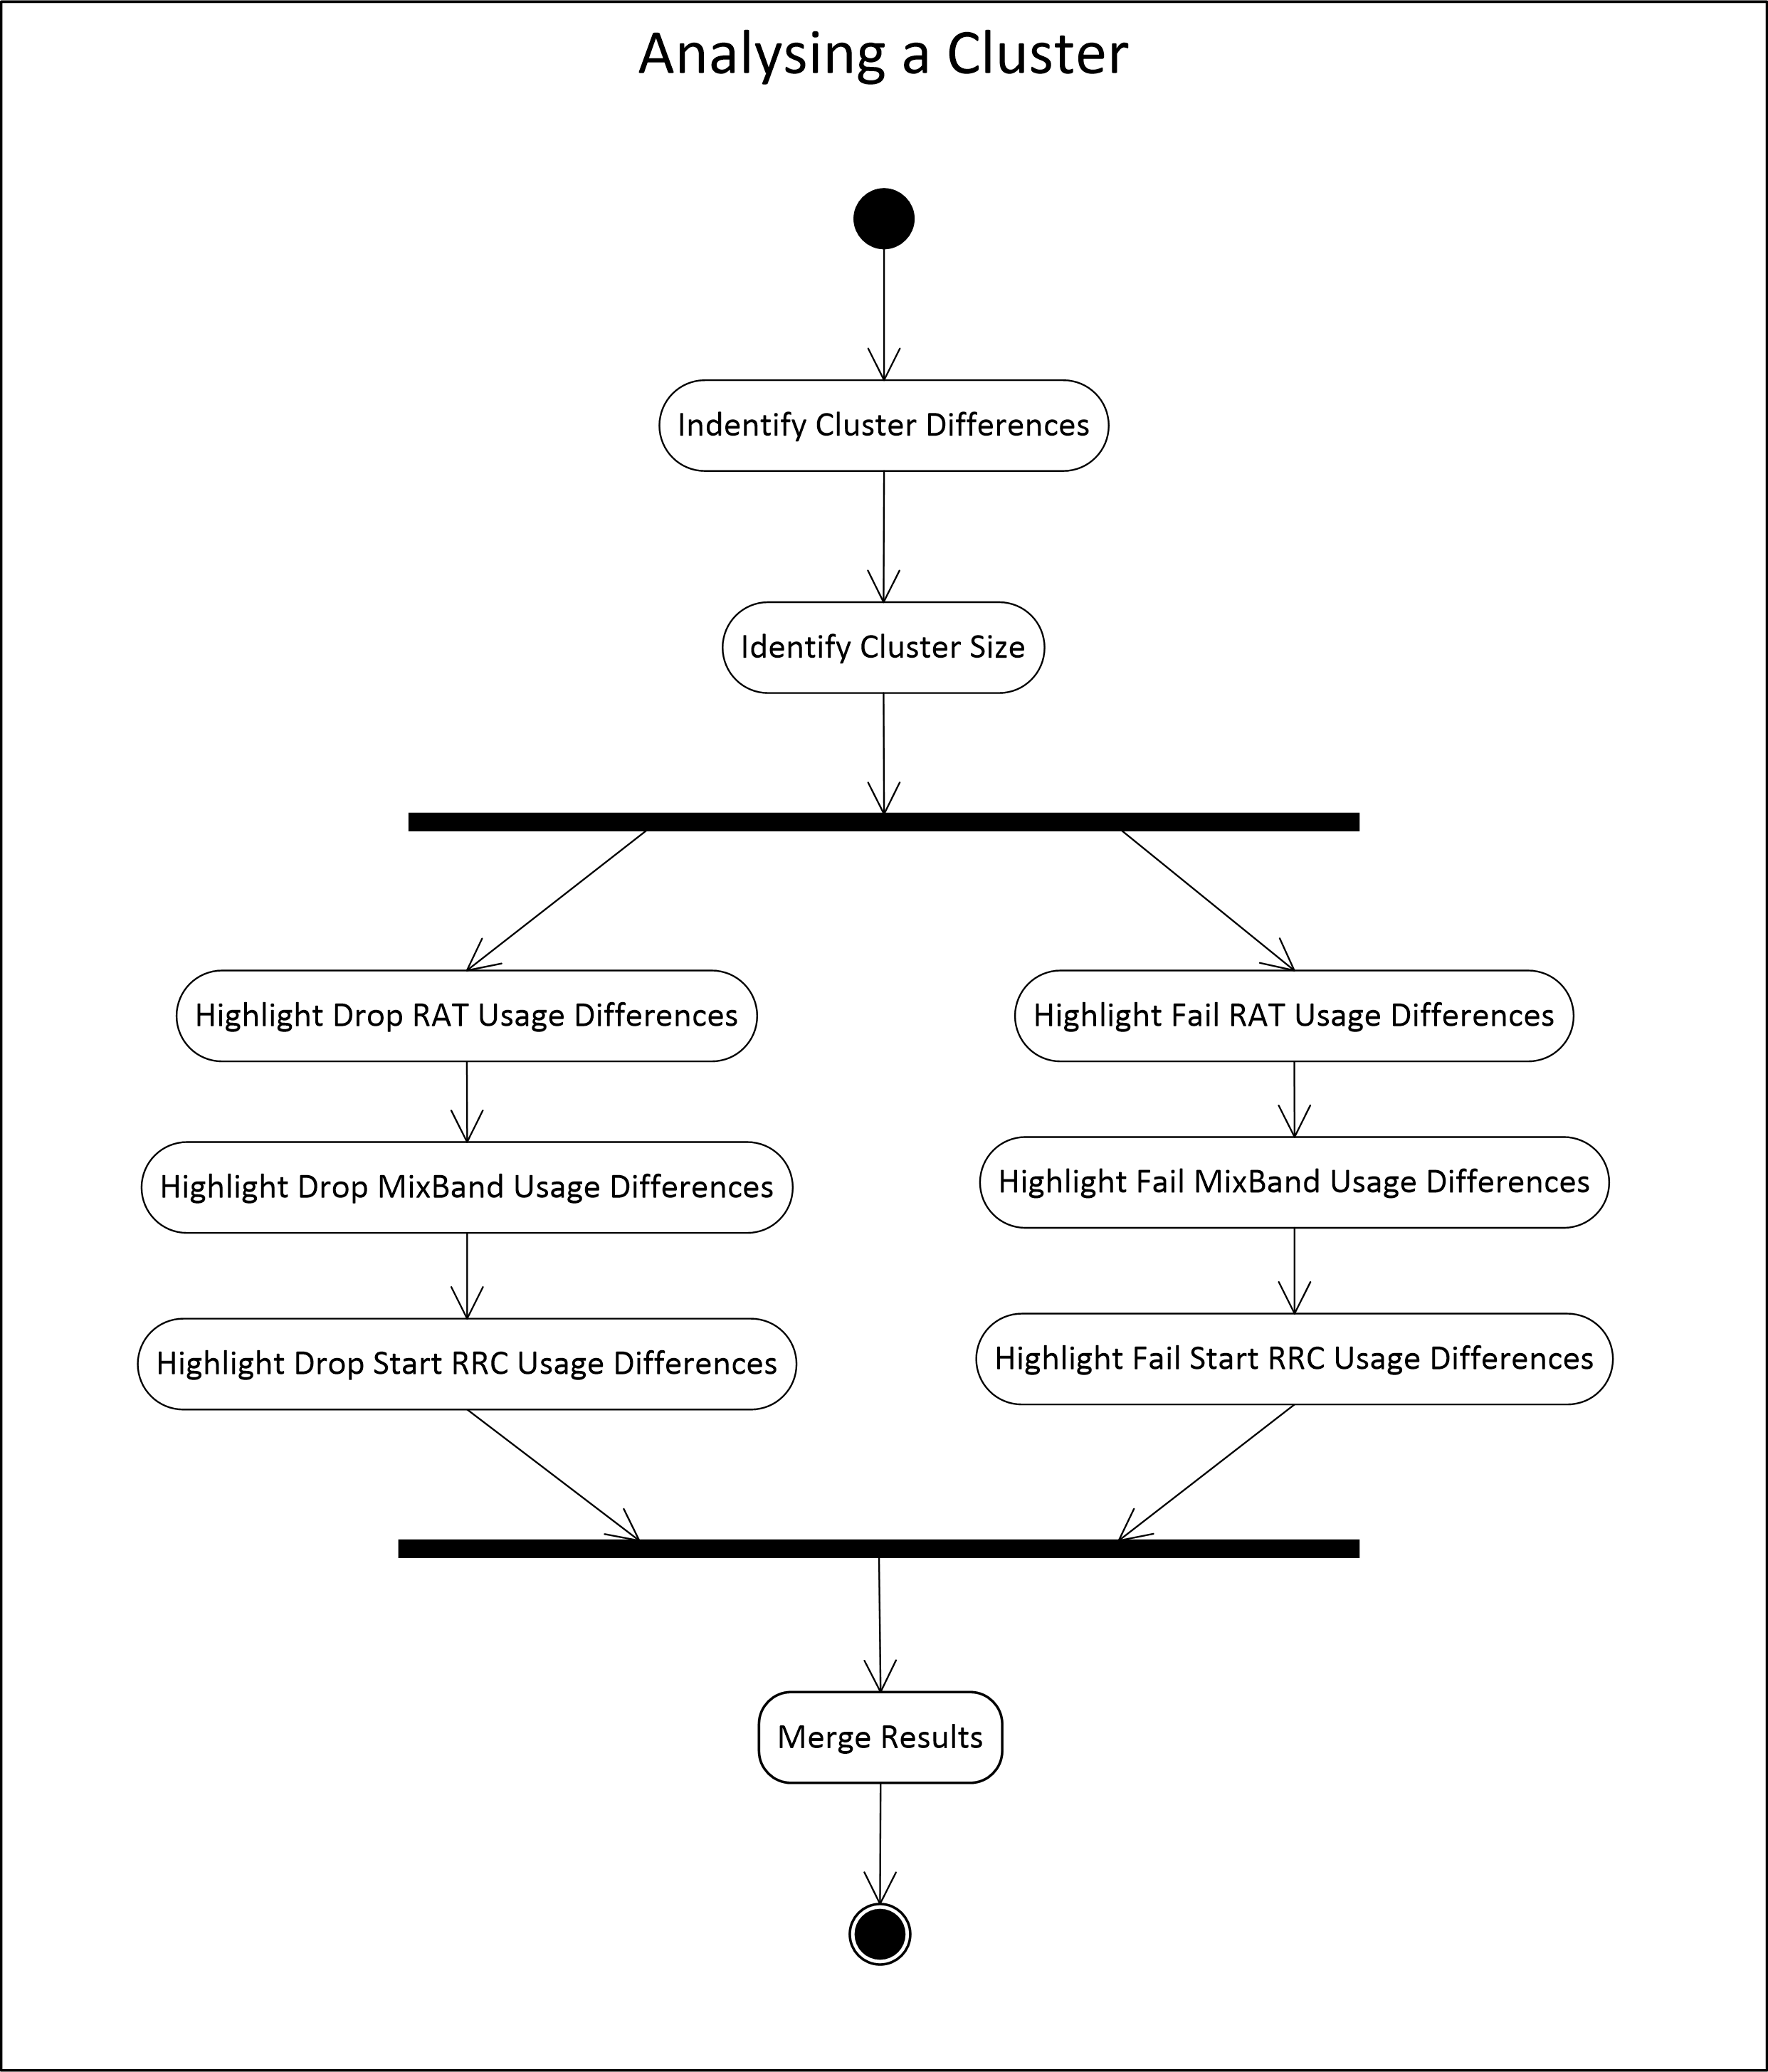 Analysing a Cluster
Indentify Cluster Differences
Identify Cluster Size
Highlight Drop RAT Usage Differences
Highlight Fail RAT Usage Differences
Highlight Drop MixBand Usage Differences
Highlight Fail MixBand Usage Differences
Highlight Drop Start RRC Usage Differences
Highlight Fail Start RRC Usage Differences
Merge Results